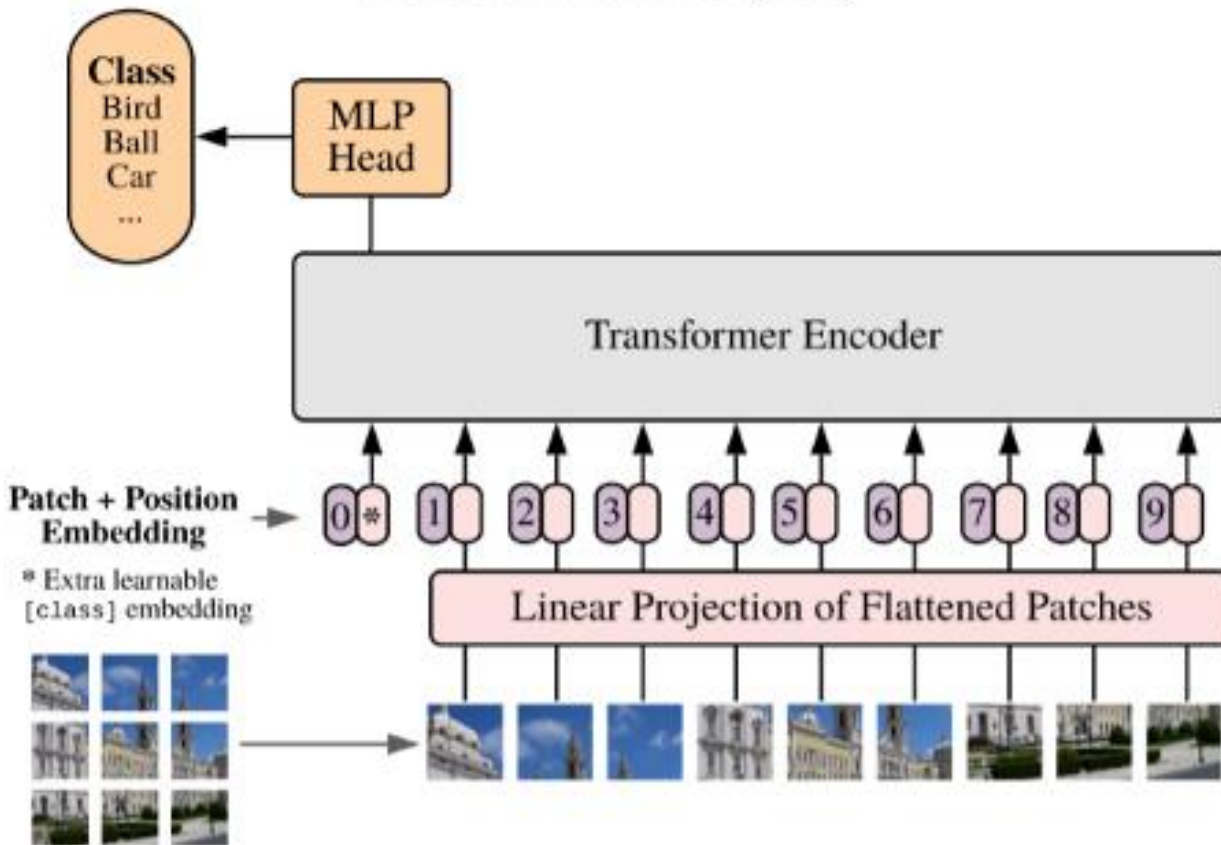 Class
Bird
Ball
Car
...
MLP
Head
Transformer Encoder
Patch + Position
Embedding
0 * 1 2 3 4 5 6 7 8 9
* Extra learnable
[class] embedding
Linear Projection of Flattened Patches